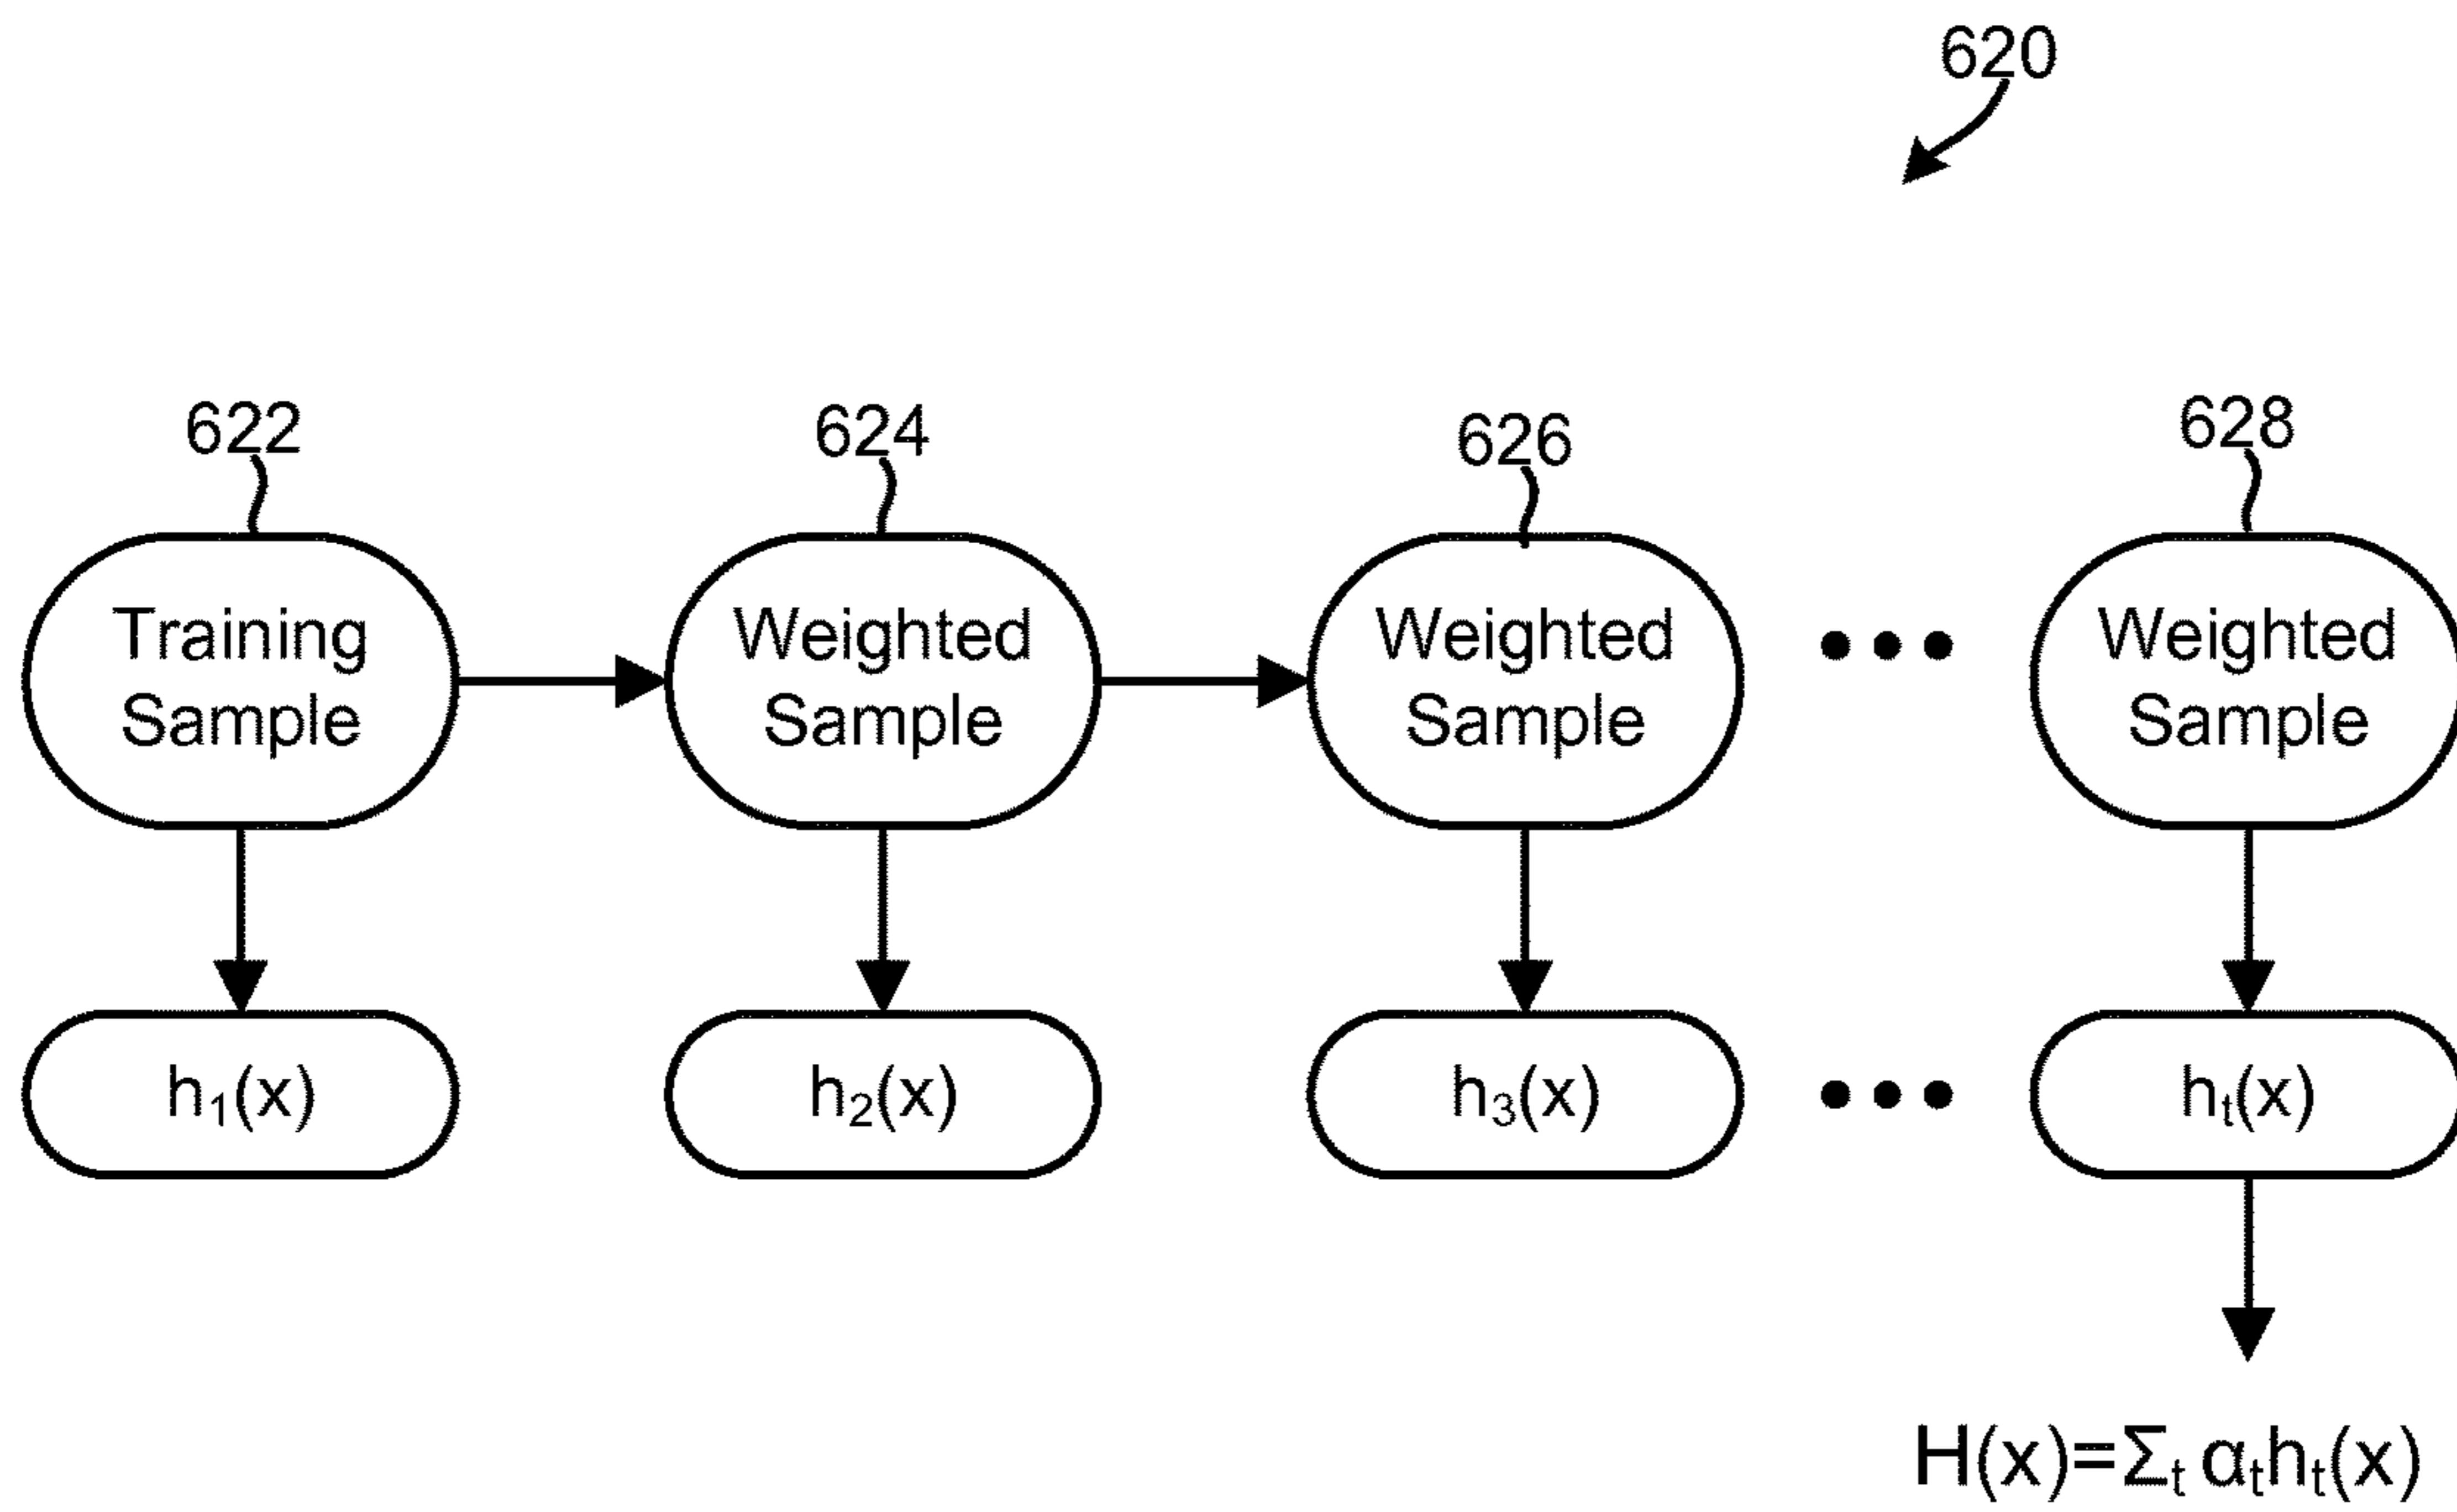 620
622
624
626
628
Training
Sample
Weighted
Sample
Weighted
Sample
•••
Weighted
Sample
h₁(x)
h₂(x)
h₃(x)
•••
hₜ(x)
H(x)=Σₜ αₜhₜ(x)